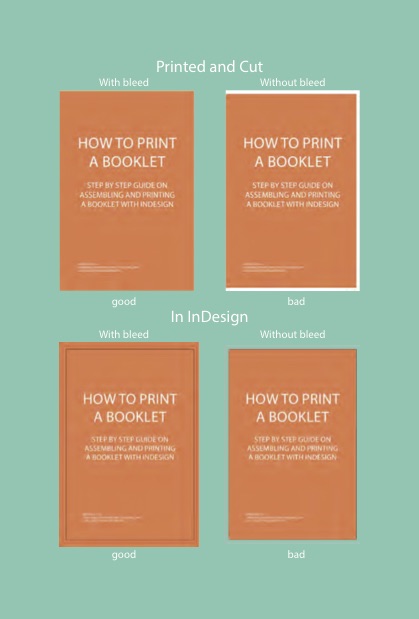 Printed and Cut
With bleed
Without bleed
HOW TO PRINT
A BOOKLET
STEP BY STEP GUIDE ON
ASSEMBLING AND PRINTING
A BOOKLET WITH INDESIGN
HOW TO PRINT
A BOOKLET
STEP BY STEP GUIDE ON
ASSEMBLING AND PRINTING
A BOOKLET WITH INDESIGN
good
bad
In InDesign
With bleed
Without bleed
HOW TO PRINT
A BOOKLET
STEP BY STEP GUIDE ON
ASSEMBLING AND PRINTING
A BOOKLET WITH INDESIGN
HOW TO PRINT
A BOOKLET
STEP BY STEP GUIDE ON
ASSEMBLING AND PRINTING
A BOOKLET WITH INDESIGN
good
bad